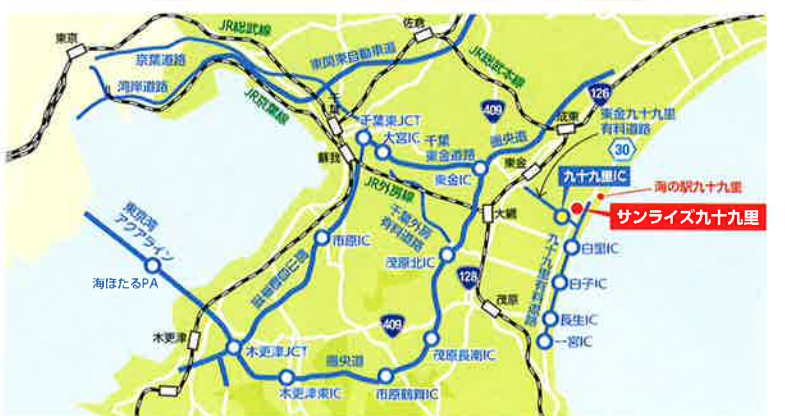 JR総武線
佐倉
東京
京葉道路
東関東自動車道
JR総武本線
湾岸道路
126
JR京葉線
千葉
409
千葉東JCT
成東
東金九十九里
有料道路
大宮IC
千葉
東金道路
圏央道
30
蘇我
東金
東金IC
九十九里IC
JR外房線
海の駅九十九里
サンライズ九十九里
大網
千葉外房
有料道路
東京湾
アクアライン
市原IC
白里IC
九十九里有料道路
茂原北IC
館山自動車道
海ほたるPA
128
白子IC
茂原
409
長生IC
木更津
一宮IC
木更津JCT
圏央道
茂原長南IC
木更津東IC
市原鶴舞IC